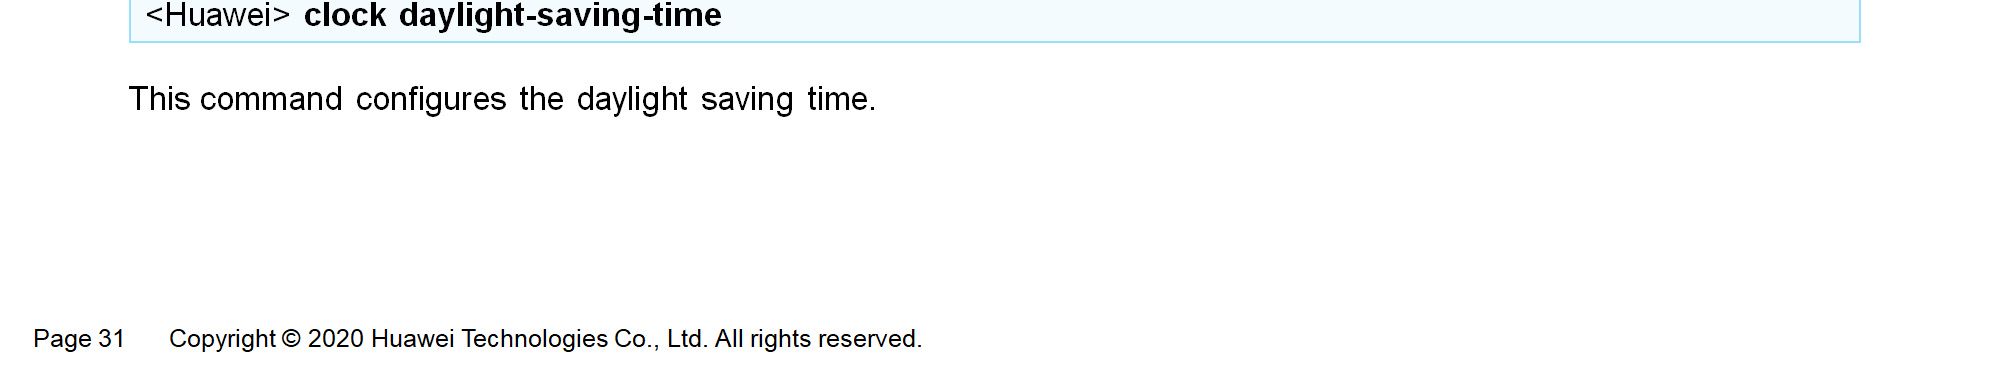 <Huawei> clock daylight-saving-time
This command configures the daylight saving time.
Page 31 Copyright © 2020 Huawei Technologies Co., Ltd. All rights reserved.